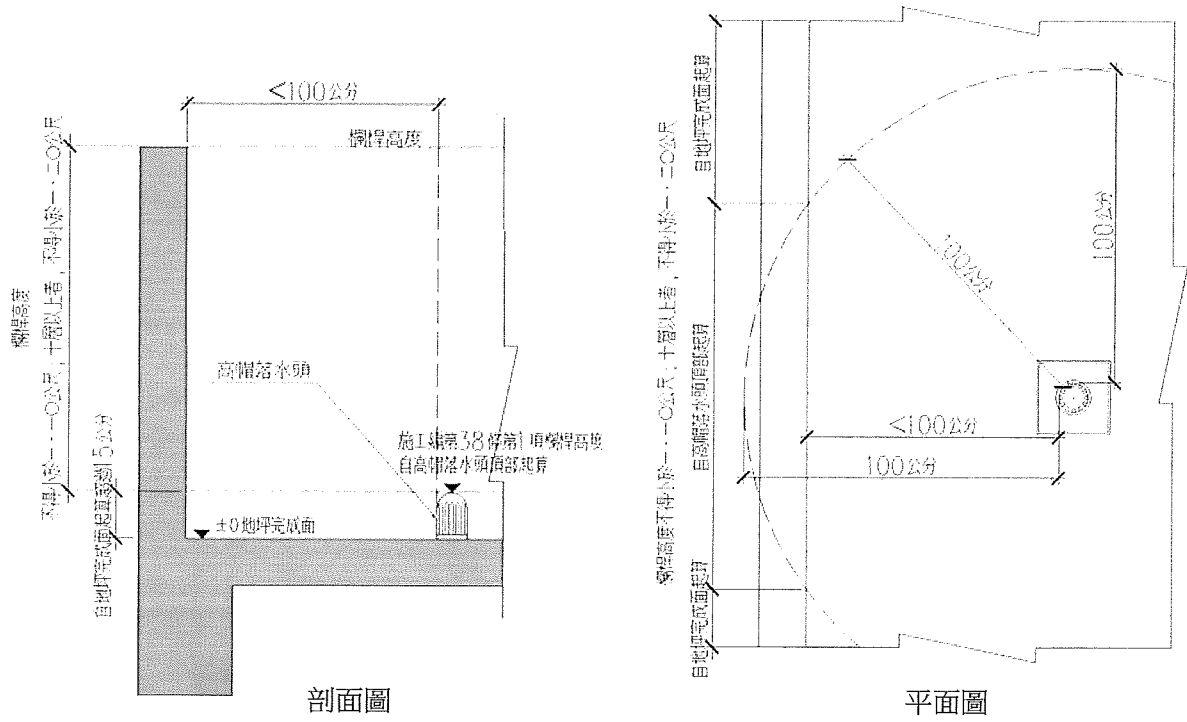 <100公分
欄桿高度
欄桿高度
不得小於一．一〇公尺；十層以上者，不得小於一．二〇公尺
自地坪完成面起算超過15公分
高帽落水頭
施工編第38條第1項欄桿高度
自高帽落水頭頂部起算
±0地坪完成面
剖面圖
自地坪完成面起算
自高帽落水頭頂部起算
自地坪完成面起算
欄桿高度不得小於一．一〇公尺；十層以上者，不得小於一．二〇公尺
100公分
100公分
<100公分
100公分
平面圖